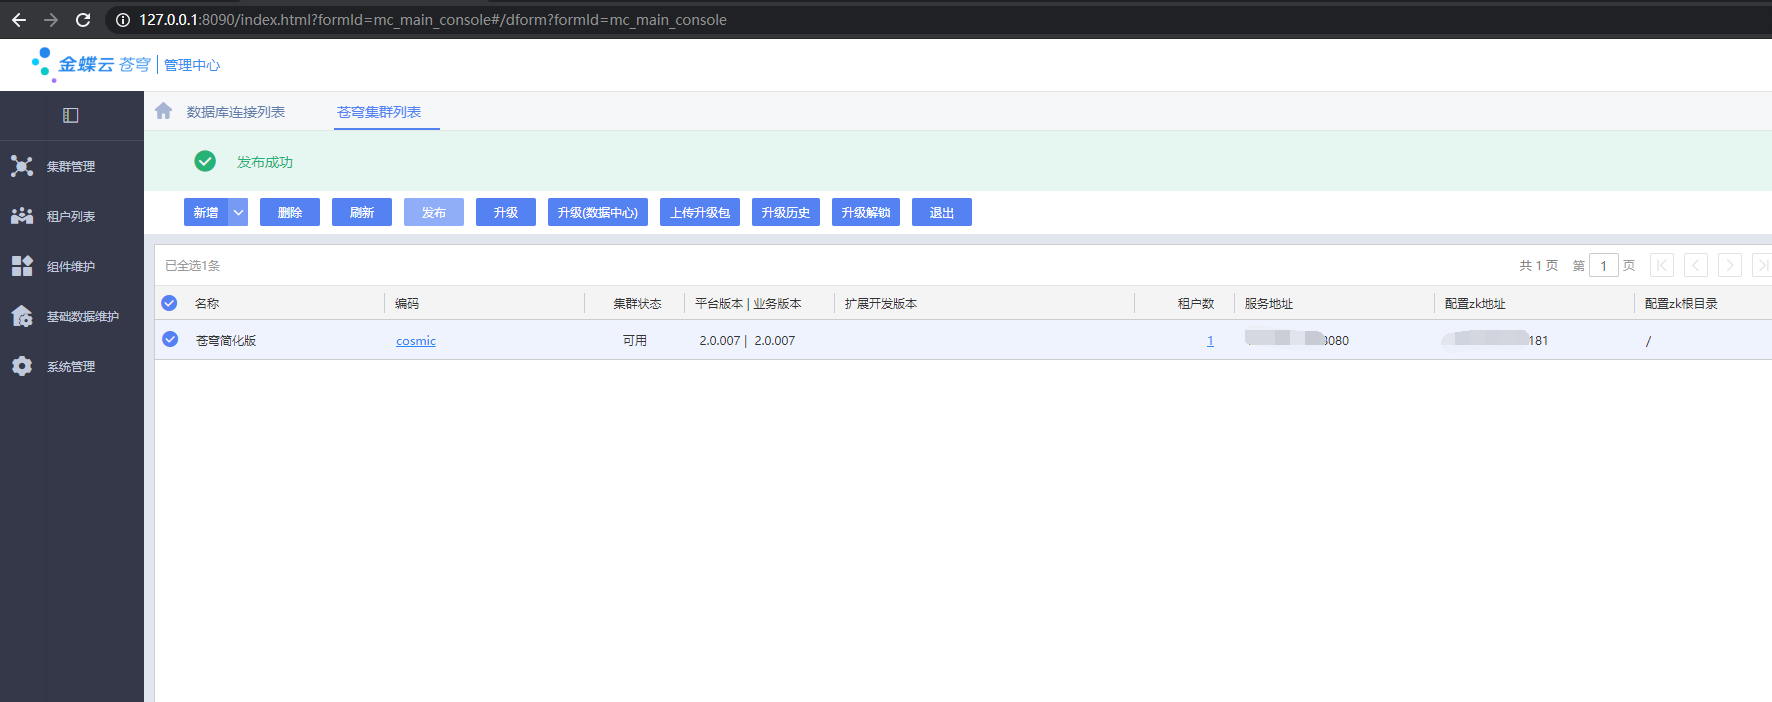 127.0.0.1:8090/index.html?formId=mc_main_console#/dform?formId=mc_main_console
金蝶云 苍穹 | 管理中心
数据库连接列表 苍穹集群列表
集群管理
租户列表
组件维护
基础数据维护
系统管理
发布成功
新增 删除 刷新 发布 升级 升级(数据中心) 上传升级包 升级历史 升级解锁 退出
已全选1条 共 1 页 第 1 页
名称 编码 集群状态 平台版本 | 业务版本 扩展开发版本 租户数 服务地址 配置zk地址 配置zk根目录
苍穹简化版 cosmic 可用 2.0.007 | 2.0.007 1 8080 181 /